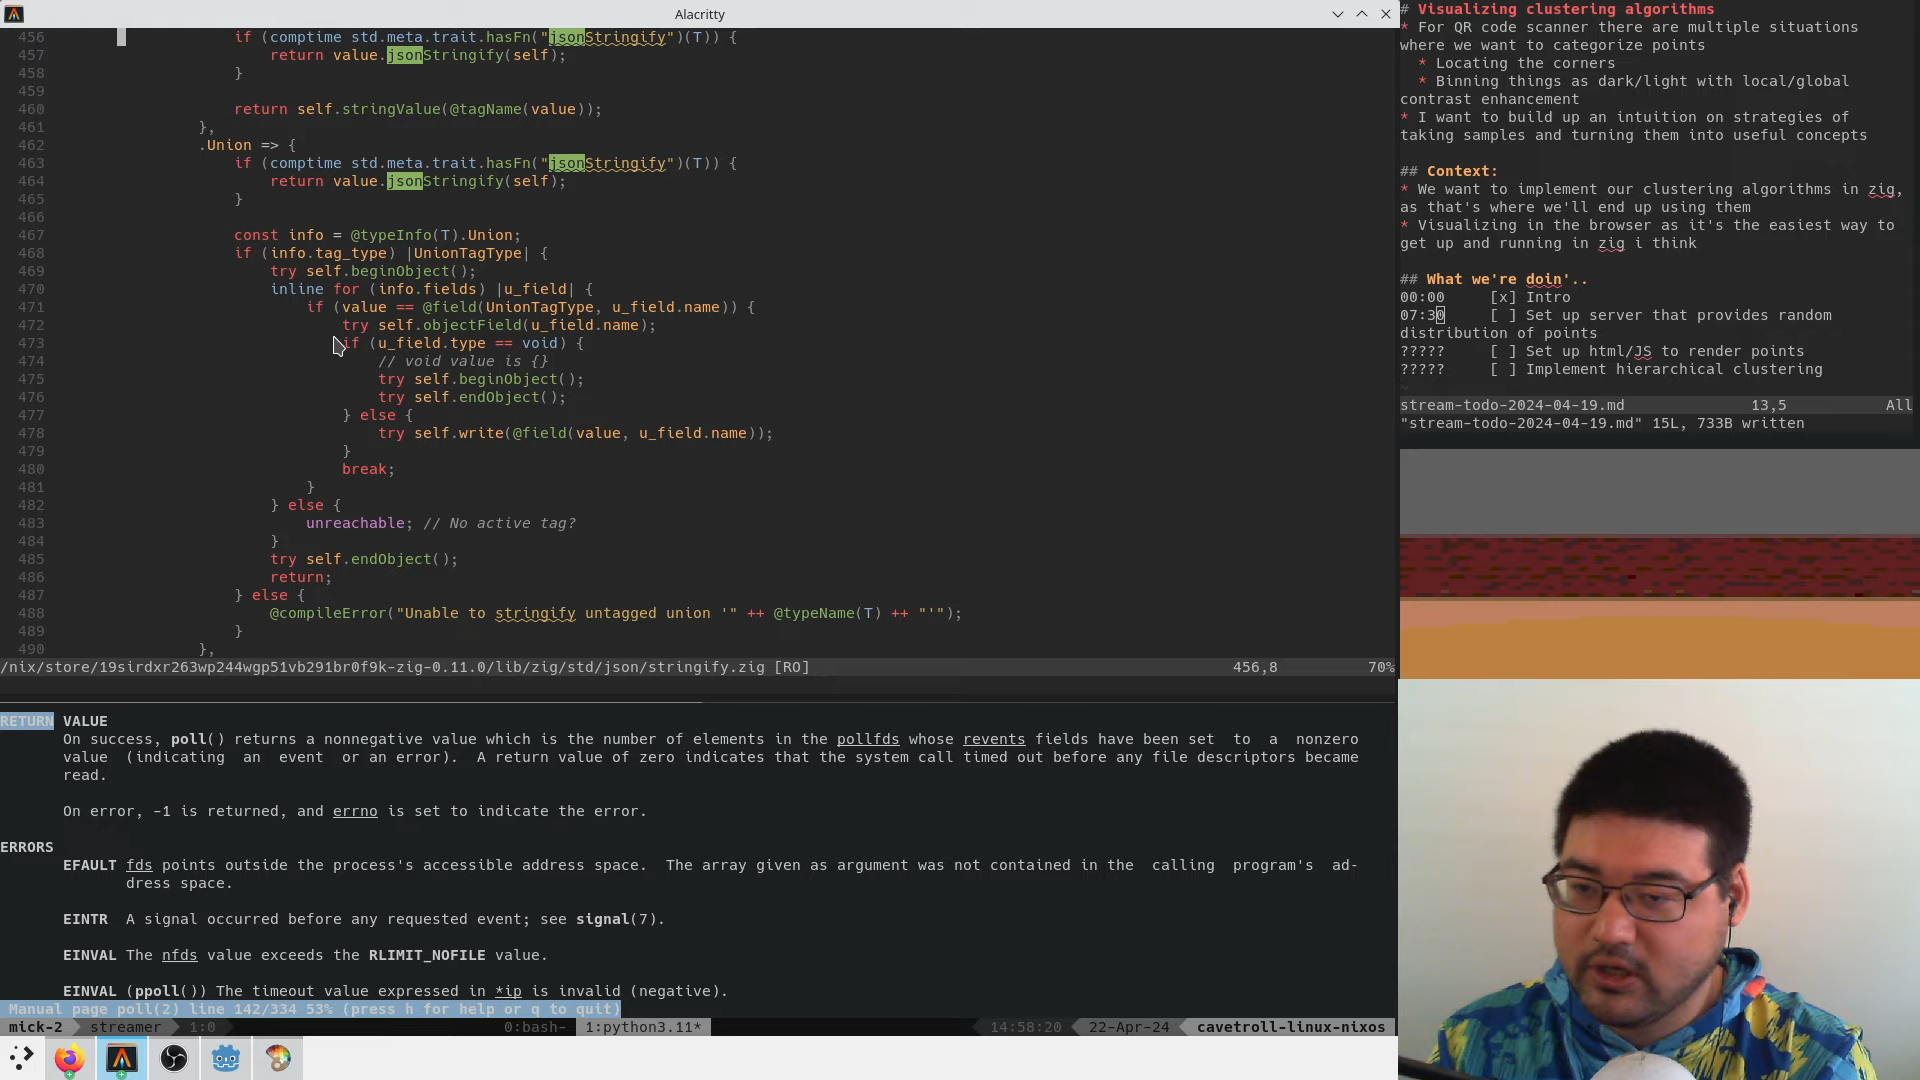 Alacritty
456 if (comptime std.meta.trait.hasFn("jsonStringify")(T)) {
457 return value.jsonStringify(self);
458 }
459
460 return self.stringValue(@tagName(value));
461 },
462 .Union => {
463 if (comptime std.meta.trait.hasFn("jsonStringify")(T)) {
464 return value.jsonStringify(self);
465 }
466
467 const info = @typeInfo(T).Union;
468 if (info.tag_type) |UnionTagType| {
469 try self.beginObject();
470 inline for (info.fields) |u_field| {
471 if (value == @field(UnionTagType, u_field.name)) {
472 try self.objectField(u_field.name);
473 if (u_field.type == void) {
474 // void value is {}
475 try self.beginObject();
476 try self.endObject();
477 } else {
478 try self.write(@field(value, u_field.name));
479 }
480 break;
481 }
482 } else {
483 unreachable; // No active tag?
484 }
485 try self.endObject();
486 return;
487 } else {
488 @compileError("Unable to stringify untagged union '" ++ @typeName(T) ++ "'");
489 }
490 },
/nix/store/19sirdxr263wp244wgp51vb291br0f9k-zig-0.11.0/lib/zig/std/json/stringify.zig [RO] 456,8 70%
RETURN VALUE
On success, poll() returns a nonnegative value which is the number of elements in the pollfds whose revents fields have been set to a nonzero
value (indicating an event or an error). A return value of zero indicates that the system call timed out before any file descriptors became
read.
On error, -1 is returned, and errno is set to indicate the error.
ERRORS
EFAULT fds points outside the process's accessible address space. The array given as argument was not contained in the calling program's ad-
dress space.
EINTR A signal occurred before any requested event; see signal(7).
EINVAL The nfds value exceeds the RLIMIT_NOFILE value.
EINVAL (ppoll()) The timeout value expressed in *ip is invalid (negative).
Manual page poll(2) line 142/334 53% (press h for help or q to quit)
mick-2 streamer 1:0 0:bash- 1:python3.11* 14:58:20 22-Apr-24 cavetroll-linux-nixos
# Visualizing clustering algorithms
* For QR code scanner there are multiple situations
where we want to categorize points
* Locating the corners
* Binning things as dark/light with local/global
contrast enhancement
* I want to build up an intuition on strategies of
taking samples and turning them into useful concepts
## Context:
* We want to implement our clustering algorithms in zig,
as that's where we'll end up using them
* Visualizing in the browser as it's the easiest way to
get up and running in zig i think
## What we're doin'..
00:00 [x] Intro
07:30 [ ] Set up server that provides random
distribution of points
????? [ ] Set up html/JS to render points
????? [ ] Implement hierarchical clustering
~
stream-todo-2024-04-19.md 13,5 All
"stream-todo-2024-04-19.md" 15L, 733B written